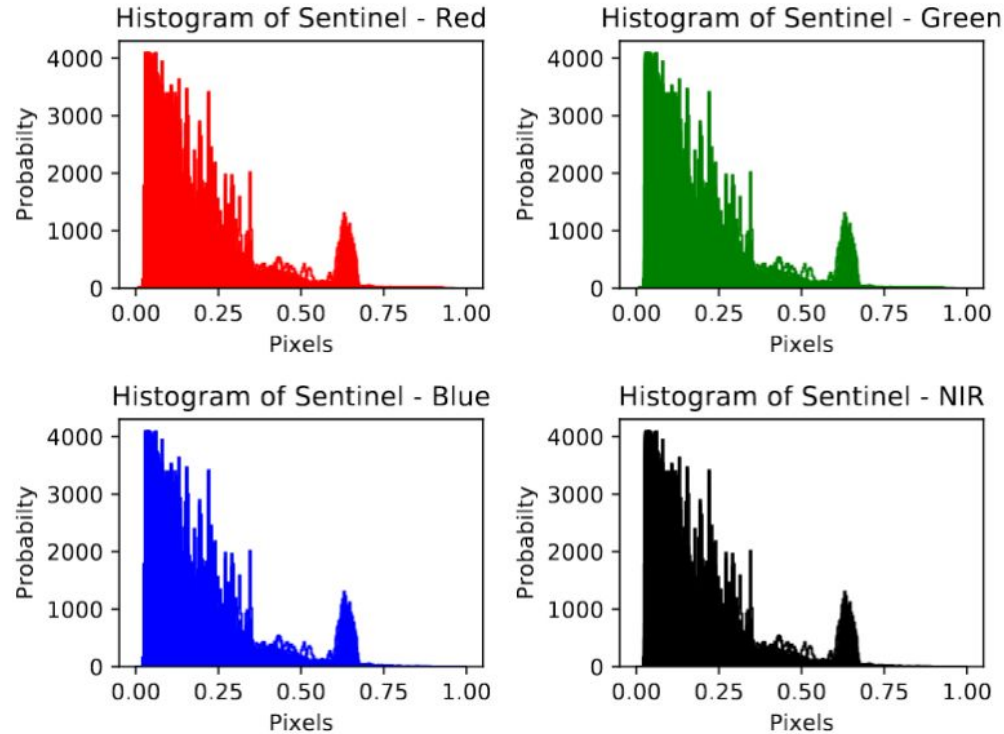 Histogram of Sentinel - Red
4000
3000
2000
1000
0
Probabilty
0.00 0.25 0.50 0.75 1.00
Pixels
Histogram of Sentinel - Green
4000
3000
2000
1000
0
Probabilty
0.00 0.25 0.50 0.75 1.00
Pixels
Histogram of Sentinel - Blue
4000
3000
2000
1000
0
Probabilty
0.00 0.25 0.50 0.75 1.00
Pixels
Histogram of Sentinel - NIR
4000
3000
2000
1000
0
Probabilty
0.00 0.25 0.50 0.75 1.00
Pixels